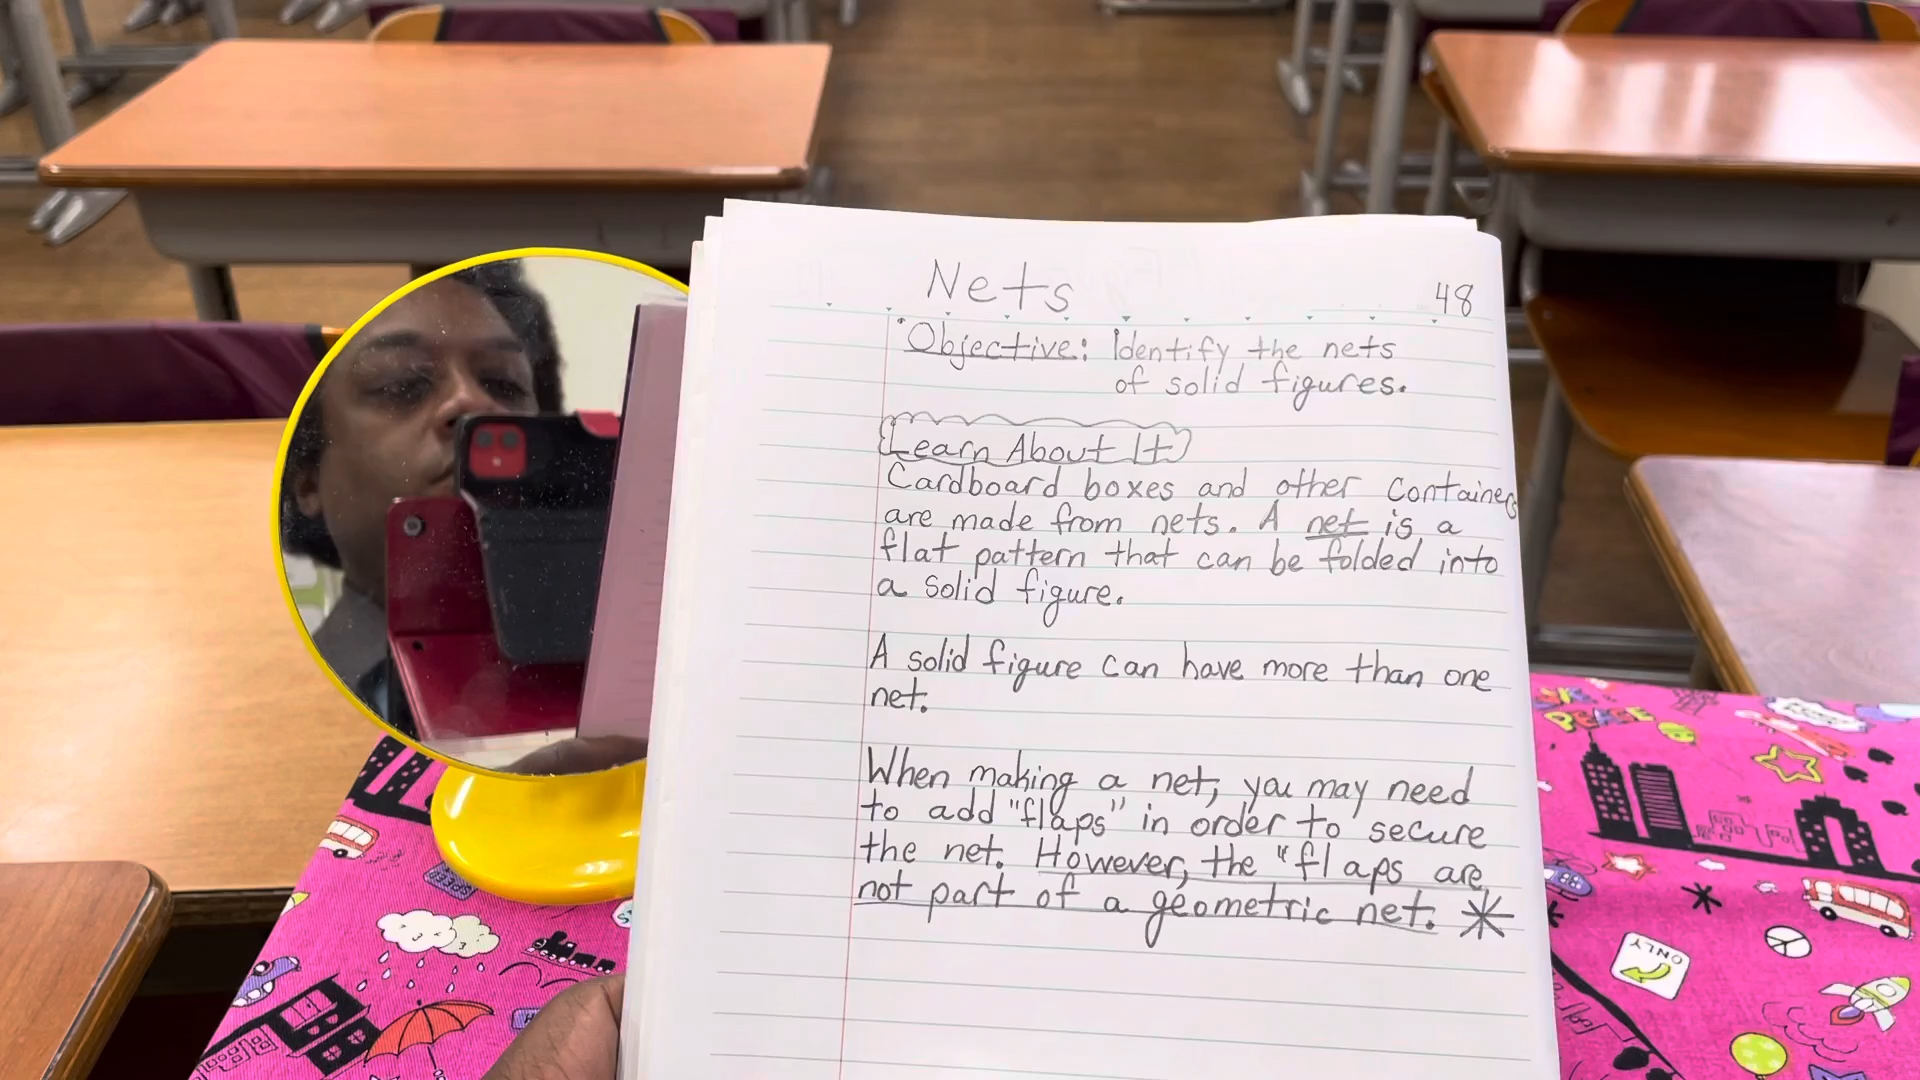 Nets
48
Objective: Identify the nets
of solid figures.
Learn About It
Cardboard boxes and other containers
are made from nets. A net is a
flat pattern that can be folded into
a solid figure.
A solid figure can have more than one
net.
When making a net, you may need
to add "flaps" in order to secure
the net. However, the "flaps are
not part of a geometric net. *
PEACE
ONLY